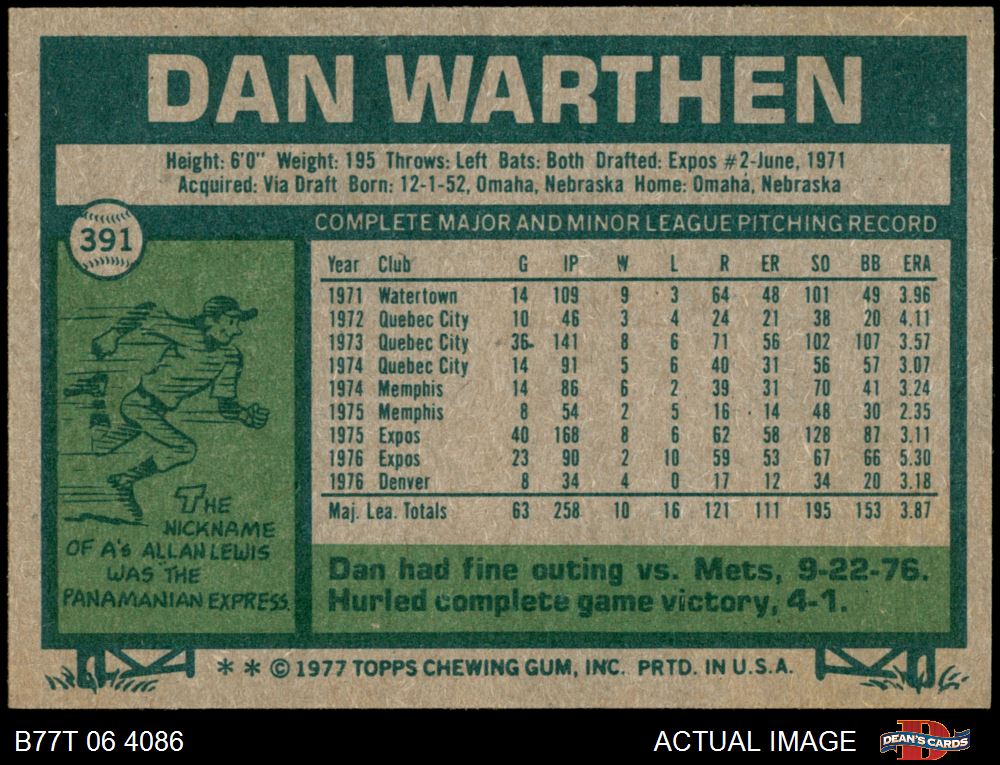 DAN WARTHEN
Height: 6'0" Weight: 195 Throws: Left Bats: Both Drafted: Expos #2-June, 1971
Acquired: Via Draft Born: 12-1-52, Omaha, Nebraska Home: Omaha, Nebraska
391
COMPLETE MAJOR AND MINOR LEAGUE PITCHING RECORD
Year Club G IP W L R ER SO BB ERA
1971 Watertown 14 109 9 3 64 48 101 49 3.96
1972 Quebec City 10 46 3 4 24 21 38 20 4.11
1973 Quebec City 36 141 8 6 71 56 102 107 3.57
1974 Quebec City 14 91 5 6 40 31 56 57 3.07
1974 Memphis 14 86 6 2 39 31 70 41 3.24
1975 Memphis 8 54 2 5 16 14 48 30 2.35
1975 Expos 40 168 8 6 62 58 128 87 3.11
1976 Expos 23 90 2 10 59 53 67 66 5.30
1976 Denver 8 34 4 0 17 12 34 20 3.18
Maj. Lea. Totals 63 258 10 16 121 111 195 153 3.87
THE
NICKNAME
OF A's ALLAN LEWIS
WAS THE
PANAMANIAN EXPRESS.
Dan had fine outing vs. Mets, 9-22-76.
Hurled complete game victory, 4-1.
** © 1977 TOPPS CHEWING GUM, INC. PRTD. IN U.S.A.
B77T 06 4086
ACTUAL IMAGE
D
DEAN'S CARDS